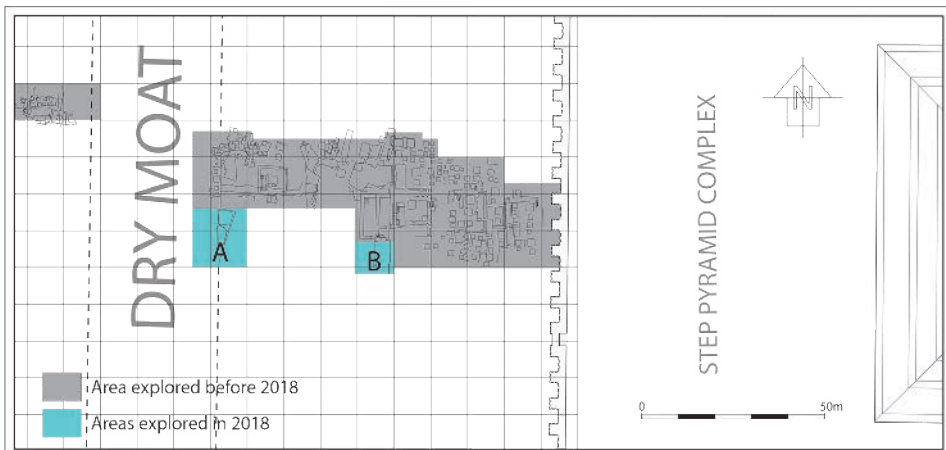 DRY MOAT
STEP PYRAMID COMPLEX
N
A
B
Area explored before 2018
Areas explored in 2018
0 50m